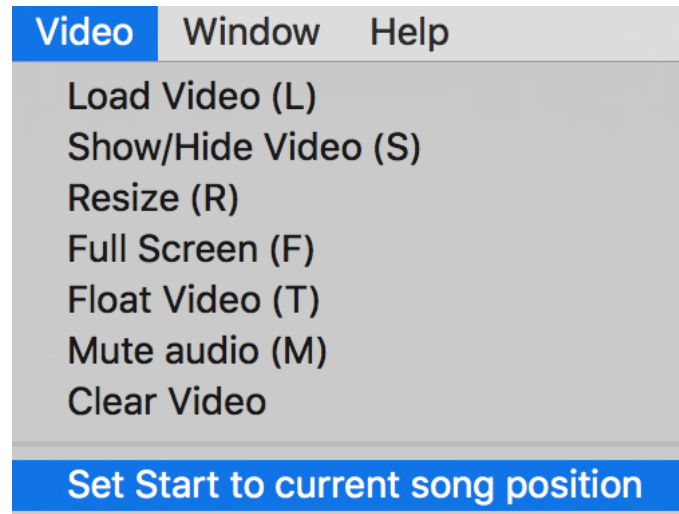 Video Window Help
Load Video (L)
Show/Hide Video (S)
Resize (R)
Full Screen (F)
Float Video (T)
Mute audio (M)
Clear Video
Set Start to current song position